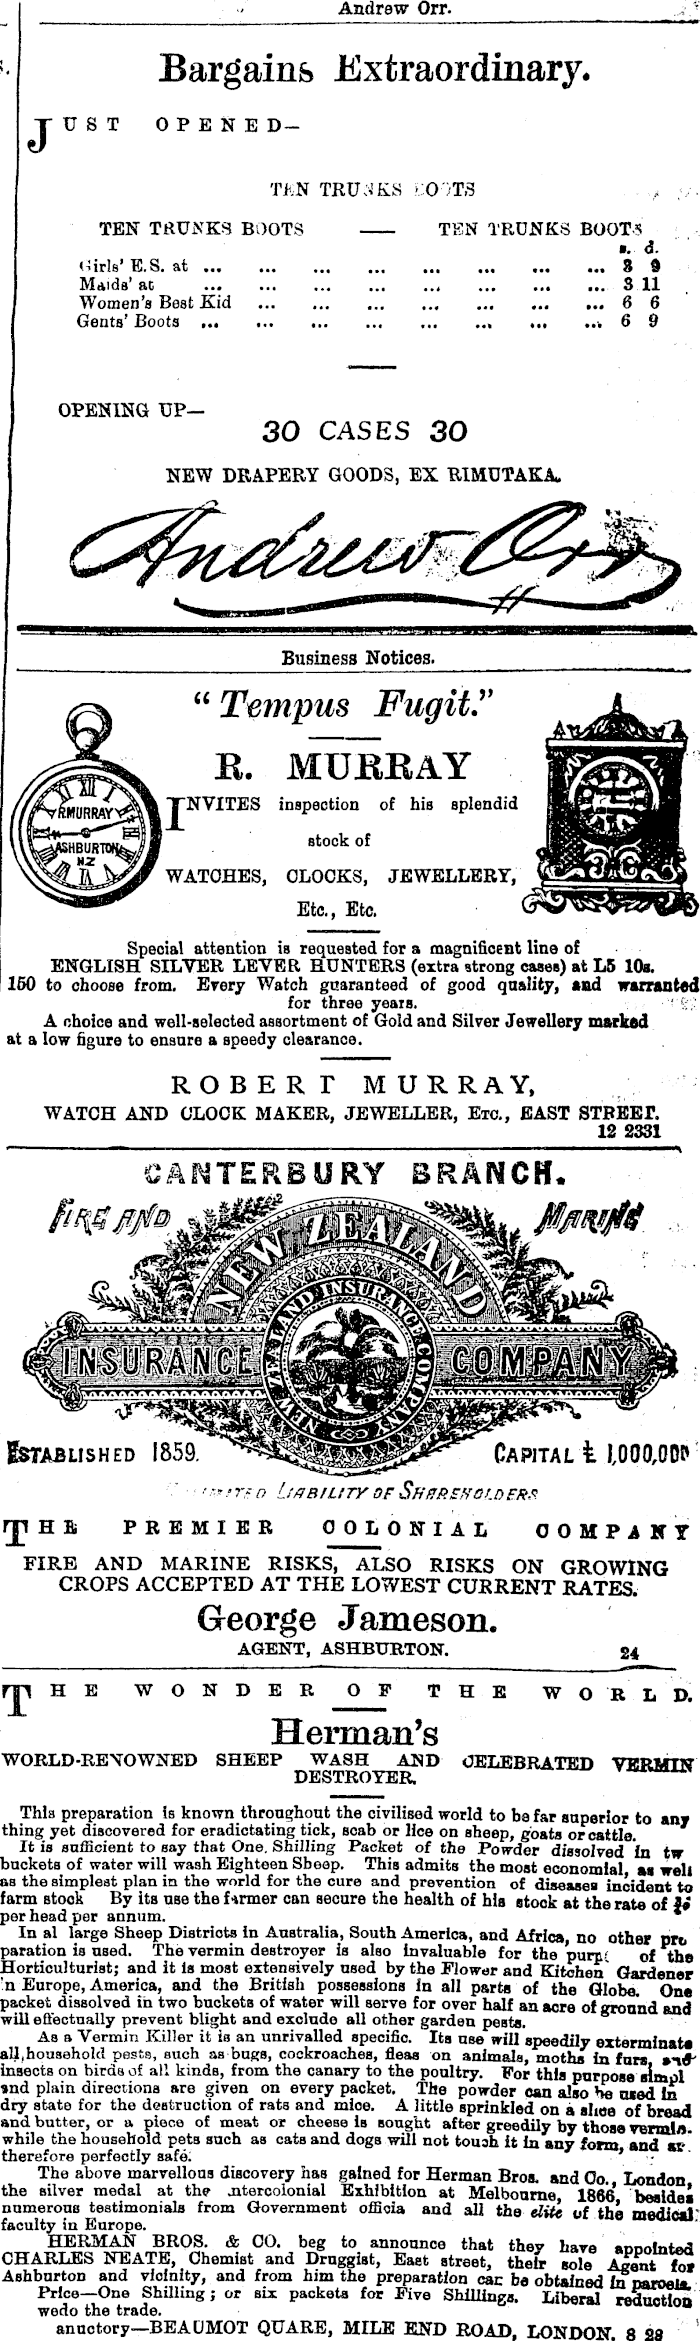 Andrew Orr.
Bargains Extraordinary.
JUST OPENED—
TEN TRUNKS BOOTS
TEN TRUNKS BOOTS — TEN TRUNKS BOOTS
s. d.
Girls' E.S. at ... ... ... ... ... ... ... ... 3 9
Maids' at ... ... ... ... ... ... ... ... 3 11
Women's Best Kid ... ... ... ... ... ... ... 6 6
Gents' Boots ... ... ... ... ... ... ... ... 6 9
OPENING UP—
30 CASES 30
NEW DRAPERY GOODS, EX RIMUTAKA.
Andrew Orr
Business Notices.
"Tempus Fugit."
R. MURRAY
INVITES inspection of his splendid
stock of
WATCHES, CLOCKS, JEWELLERY,
Etc., Etc.
R. MURRAY
ASHBURTON
NZ
Special attention is requested for a magnificent line of
ENGLISH SILVER LEVER HUNTERS (extra strong cases) at L5 10s.
150 to choose from. Every Watch guaranteed of good quality, and warranted
for three years.
A choice and well-selected assortment of Gold and Silver Jewellery marked
at a low figure to ensure a speedy clearance.
ROBERT MURRAY,
WATCH AND CLOCK MAKER, JEWELLER, ETC., EAST STREET.
12 2331
CANTERBURY BRANCH.
FIRE AND MARINE
NEW ZEALAND
INSURANCE COMPANY
NEW ZEALAND INSURANCE COMPANY
ESTABLISHED 1859. CAPITAL £ 1,000,000
LIABILITY OF SHAREHOLDERS
THE PREMIER COLONIAL COMPANY
FIRE AND MARINE RISKS, ALSO RISKS ON GROWING
CROPS ACCEPTED AT THE LOWEST CURRENT RATES.
George Jameson.
AGENT, ASHBURTON. 24
THE WONDER OF THE WORLD.
Herman's
WORLD-RENOWNED SHEEP WASH AND CELEBRATED VERMIN
DESTROYER.
This preparation is known throughout the civilised world to be far superior to any
thing yet discovered for eradictating tick, scab or lice on sheep, goats or cattle.
It is sufficient to say that One Shilling Packet of the Powder dissolved in tw
buckets of water will wash Eighteen Sheep. This admits the most economial, as well
as the simplest plan in the world for the cure and prevention of diseases incident to
farm stock By its use the farmer can secure the health of his stock at the rate of
per head per annum.
In al large Sheep Districts in Australia, South America, and Africa, no other pre
paration is used. The vermin destroyer is also invaluable for the purp of the
Horticulturist; and it is most extensively used by the Flower and Kitchen Gardener
'n Europe, America, and the British possessions in all parts of the Globe. One
packet dissolved in two buckets of water will serve for over half an acre of ground and
will effectually prevent blight and exclude all other garden pests.
As a Vermin Killer it is an unrivalled specific. Its use will speedily exterminate
all household pests, such as bugs, cockroaches, fleas on animals, moths in furs, and
insects on birds of all kinds, from the canary to the poultry. For this purpose simpl
and plain directions are given on every packet. The powder can also be used in
dry state for the destruction of rats and mice. A little sprinkled on a slice of bread
and butter, or a piece of meat or cheese is sought after greedily by those vermin.
while the household pets such as cats and dogs will not touch it in any form, and ar
therefore perfectly safe.
The above marvellous discovery has gained for Herman Bros. and Co., London,
the silver medal at the ntercolonial Exhibition at Melbourne, 1866, besides
numerous testimonials from Government officia and all the elite of the medical
faculty in Europe.
HERMAN BROS. & CO. beg to announce that they have appointed
CHARLES NEATE, Chemist and Druggist, East street, their sole Agent for
Ashburton and vicinity, and from him the preparation can be obtained in parcels.
Price—One Shilling; or six packets for Five Shillings. Liberal reduction
wedo the trade.
anuctory—BEAUMOT QUARE, MILE END ROAD, LONDON. 8 28